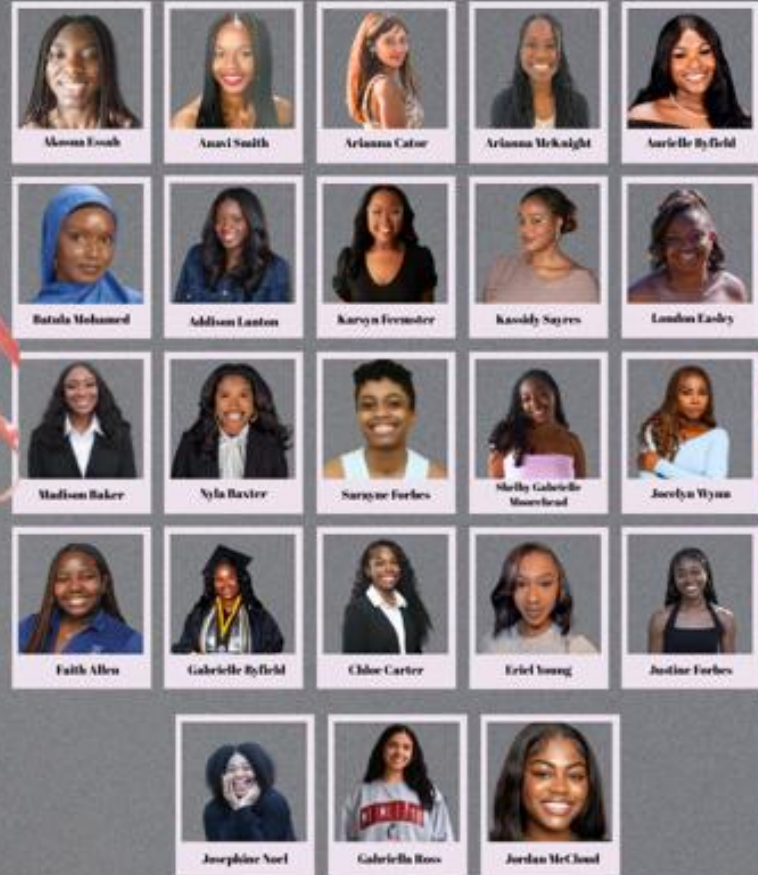 Akosua Essah
Anavi Smith
Arianna Cator
Arianna McKnight
Aurielle Byfield
Batula Mohamed
Addison Lanton
Karsyn Feemster
Kassidy Sayres
London Easley
Madison Baker
Nyla Baxter
Sarayne Forbes
Shelby Gabrielle
Moorehead
Jocelyn Wynn
Faith Allen
Gabrielle Byfield
Chloe Carter
Eriel Young
Justine Forbes
Josephine Noel
CINCINNATI
Gabriella Ross
Jordan McCloud